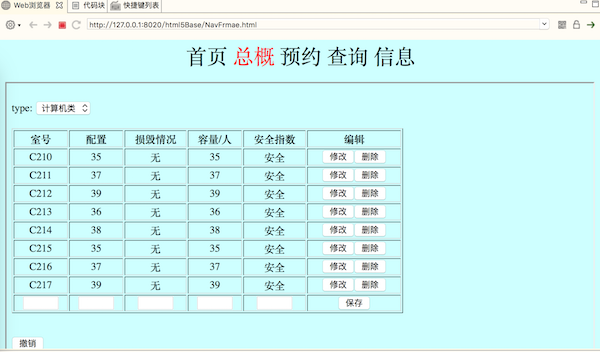 Web浏览器 代码块 快捷键列表
http://127.0.0.1:8020/html5Base/NavFrmae.html
首页 总概 预约 查询 信息
type: 计算机类
室号 配置 损毁情况 容量/人 安全指数 编辑
C210 35 无 35 安全 修改 删除
C211 37 无 37 安全 修改 删除
C212 39 无 39 安全 修改 删除
C213 36 无 36 安全 修改 删除
C214 38 无 38 安全 修改 删除
C215 35 无 35 安全 修改 删除
C216 37 无 37 安全 修改 删除
C217 39 无 39 安全 修改 删除
保存
撤销